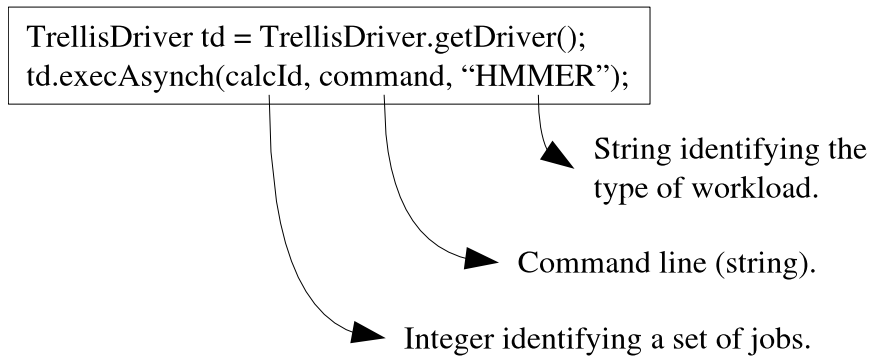 TrellisDriver td = TrellisDriver.getDriver();
td.execAsynch(calcId, command, “HMMER”);
String identifying the
type of workload.
Command line (string).
Integer identifying a set of jobs.